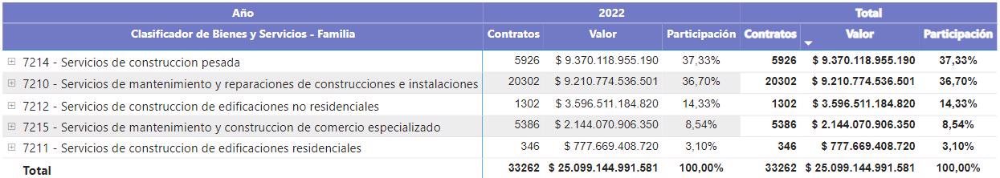 Año 2022 Total
Clasificador de Bienes y Servicios - Familia Contratos Valor Participación Contratos Valor Participación
7214 - Servicios de construccion pesada 5926 $ 9.370.118.955.190 37,33% 5926 $ 9.370.118.955.190 37,33%
7210 - Servicios de mantenimiento y reparaciones de construcciones e instalaciones 20302 $ 9.210.774.536.501 36,70% 20302 $ 9.210.774.536.501 36,70%
7212 - Servicios de construccion de edificaciones no residenciales 1302 $ 3.596.511.184.820 14,33% 1302 $ 3.596.511.184.820 14,33%
7215 - Servicios de mantenimiento y construccion de comercio especializado 5386 $ 2.144.070.906.350 8,54% 5386 $ 2.144.070.906.350 8,54%
7211 - Servicios de construccion de edificaciones residenciales 346 $ 777.669.408.720 3,10% 346 $ 777.669.408.720 3,10%
Total 33262 $ 25.099.144.991.581 100,00% 33262 $ 25.099.144.991.581 100,00%